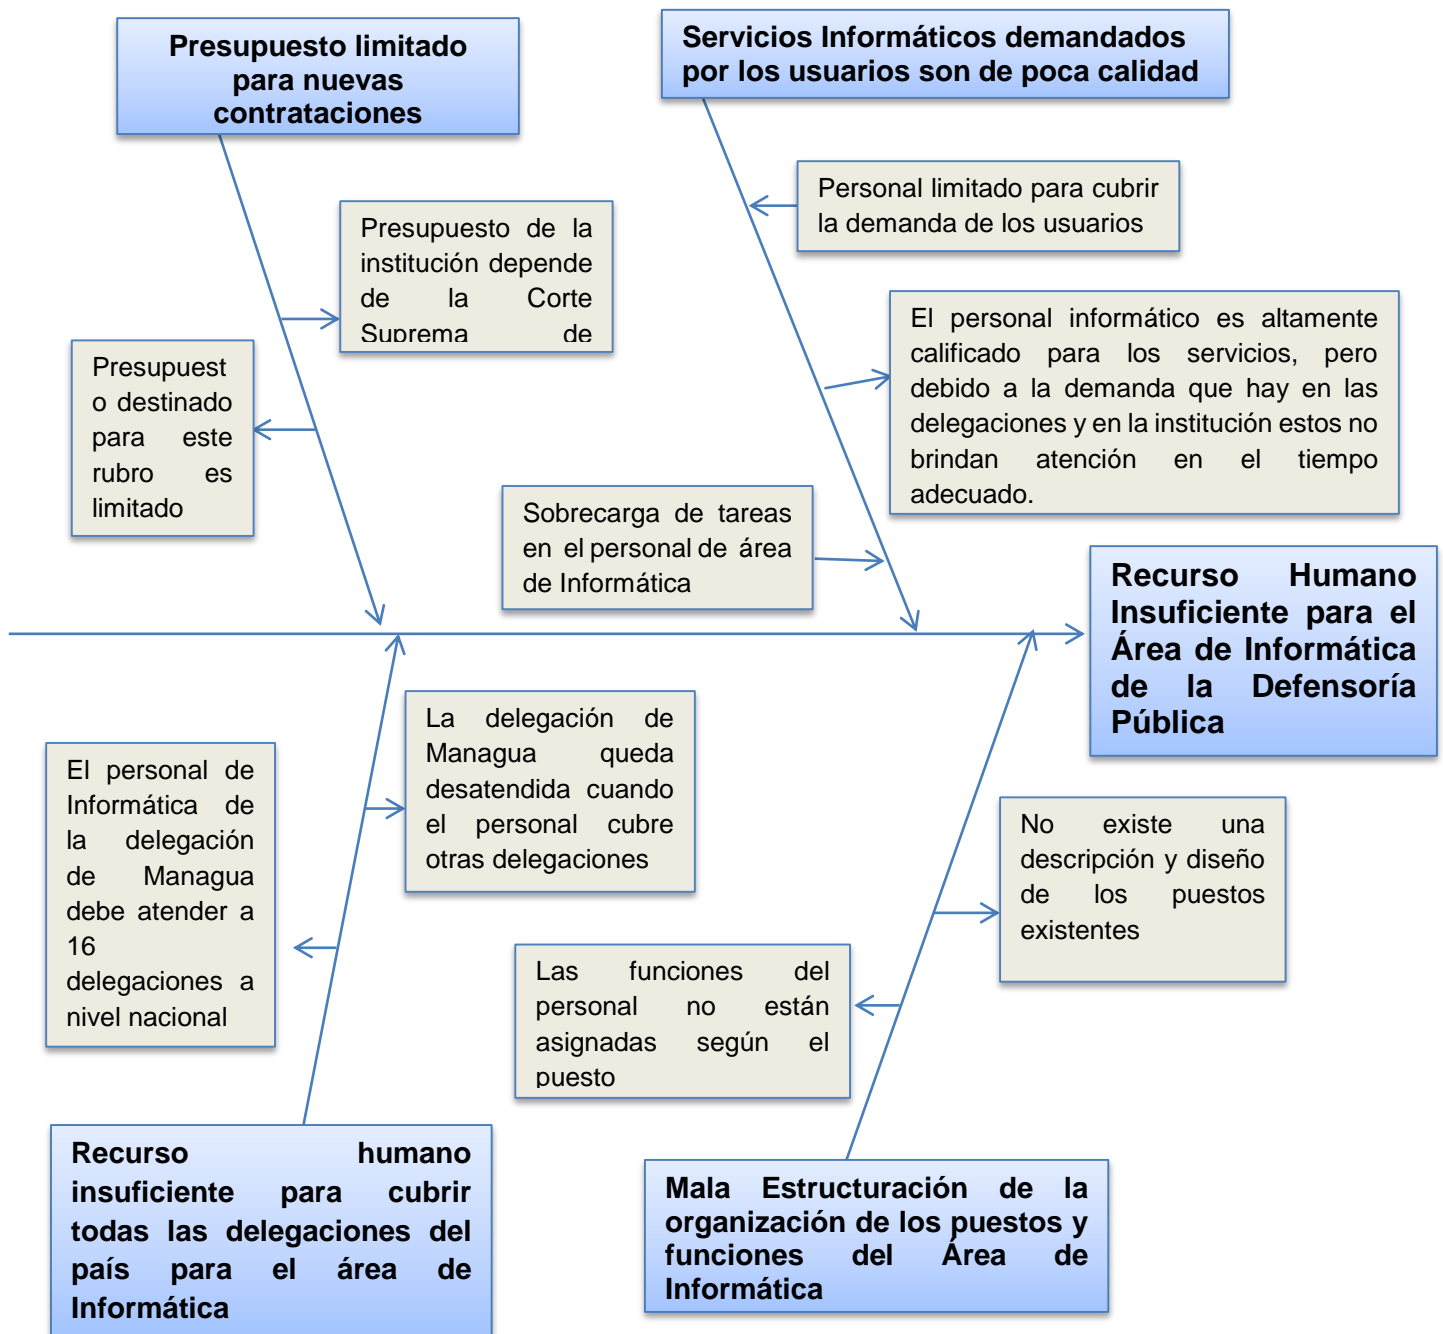 Presupuesto limitado
para nuevas
contrataciones
Servicios Informáticos demandados
por los usuarios son de poca calidad
Personal limitado para cubrir
la demanda de los usuarios
Presupuesto de la
institución depende
de la Corte
Suprema de
El personal informático es altamente
calificado para los servicios, pero
debido a la demanda que hay en las
delegaciones y en la institución estos no
brindan atención en el tiempo
adecuado.
Presupuest
o destinado
para este
rubro es
limitado
Sobrecarga de tareas
en el personal de área
de Informática
Recurso Humano
Insuficiente para el
Área de Informática
de la Defensoría
Pública
La delegación de
Managua queda
desatendida cuando
el personal cubre
otras delegaciones
El personal de
Informática de
la delegación
de Managua
debe atender a
16
delegaciones a
nivel nacional
No existe una
descripción y diseño
de los puestos
existentes
Las funciones del
personal no están
asignadas según el
puesto
Recurso humano
insuficiente para cubrir
todas las delegaciones del
país para el área de
Informática
Mala Estructuración de la
organización de los puestos y
funciones del Área de
Informática